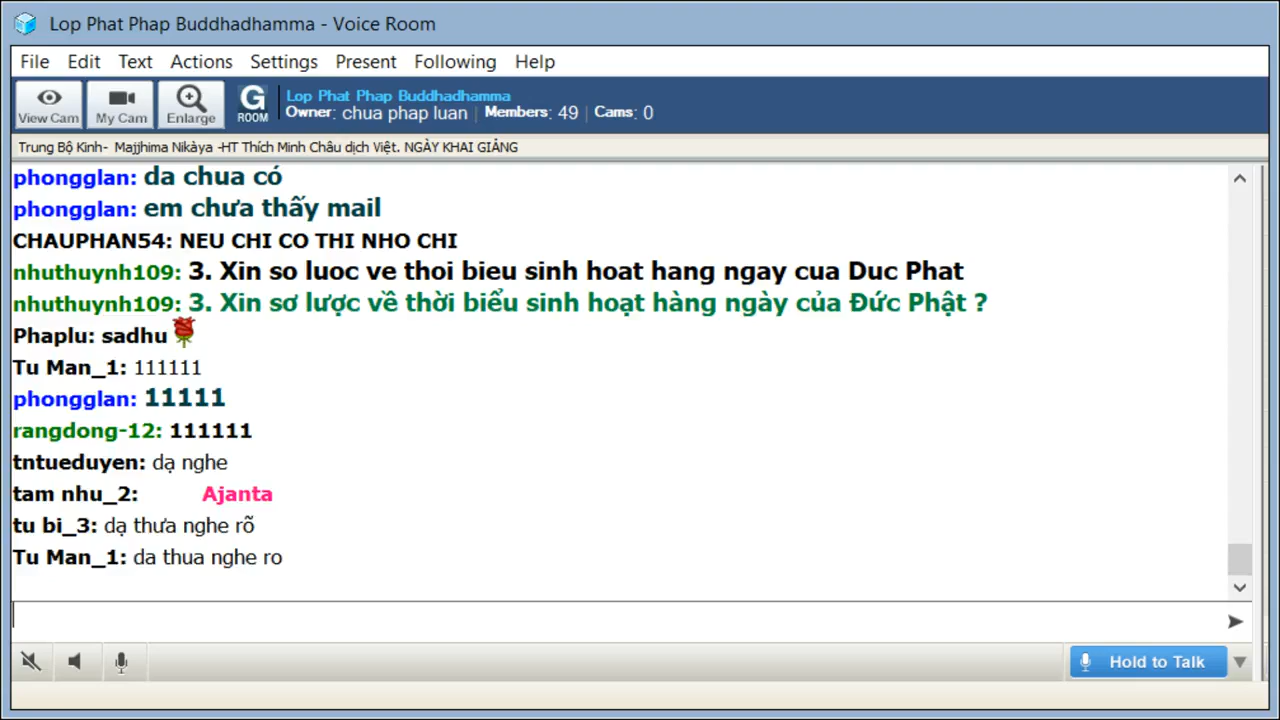 Lop Phat Phap Buddhadhamma - Voice Room
File Edit Text Actions Settings Present Following Help
View Cam My Cam Enlarge G ROOM
Lop Phat Phap Buddhadhamma
Owner: chua phap luan | Members: 49 | Cams: 0
Trung Bộ Kinh- Majjhima Nikàya -HT Thích Minh Châu dịch Việt. NGÀY KHAI GIẢNG
phongglan: da chua có
phongglan: em chưa thấy mail
CHAUPHAN54: NEU CHI CO THI NHO CHI
nhuthuynh109: 3. Xin so luoc ve thoi bieu sinh hoat hang ngay cua Duc Phat
nhuthuynh109: 3. Xin sơ lược về thời biểu sinh hoạt hàng ngày của Đức Phật ?
Phaplu: sadhu
Tu Man_1: 111111
phongglan: 11111
rangdong-12: 111111
tntueduyen: dạ nghe
tam nhu_2: Ajanta
tu bi_3: dạ thưa nghe rõ
Tu Man_1: da thua nghe ro
Hold to Talk